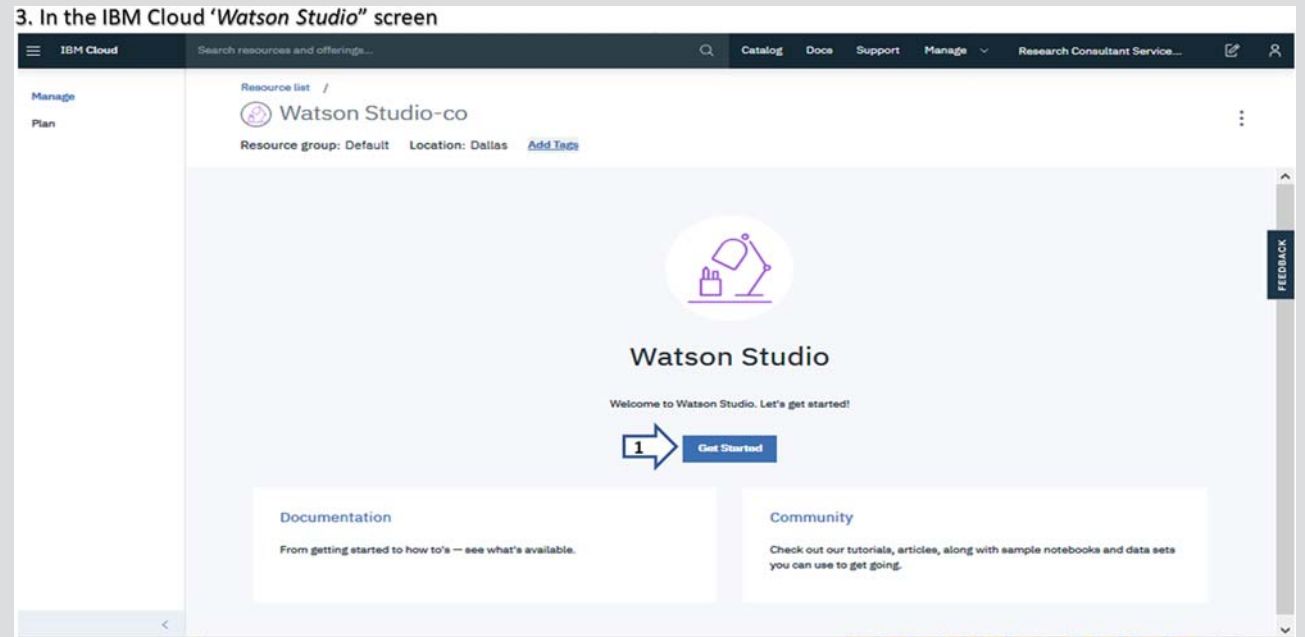 3. In the IBM Cloud ‘Watson Studio” screen
IBM Cloud Search resources and offerings... Catalog Docs Support Manage Research Consultant Service...
Manage
Plan
Resource list /
Watson Studio-co
Resource group: Default Location: Dallas Add Tags
FEEDBACK
Watson Studio
Welcome to Watson Studio. Let's get started!
1 Get Started
Documentation
From getting started to how to's — see what's available.
Community
Check out our tutorials, articles, along with sample notebooks and data sets
you can use to get going.